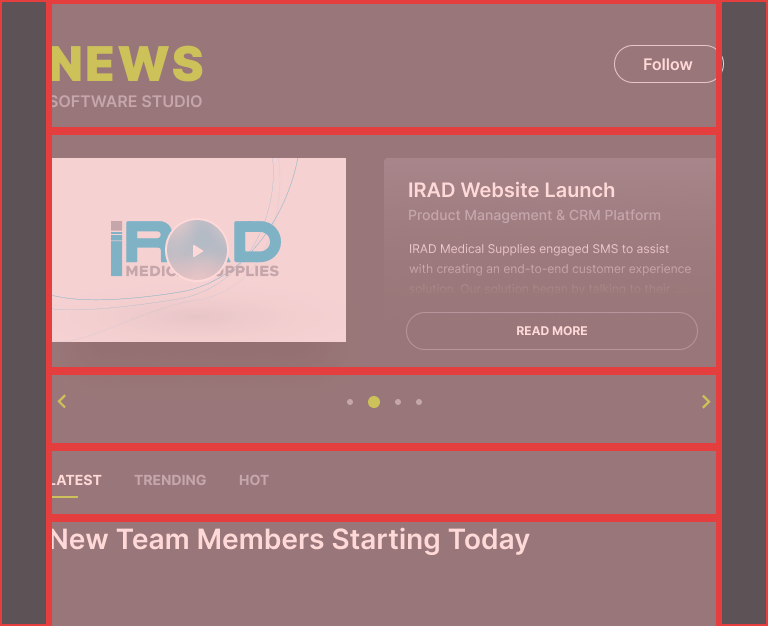 NEWS
SOFTWARE STUDIO
Follow
IRAD
MEDICAL SUPPLIES
IRAD Website Launch
Product Management & CRM Platform
IRAD Medical Supplies engaged SMS to assist
with creating an end-to-end customer experience
solution. Our solution began by talking to their...
READ MORE
LATEST TRENDING HOT
New Team Members Starting Today